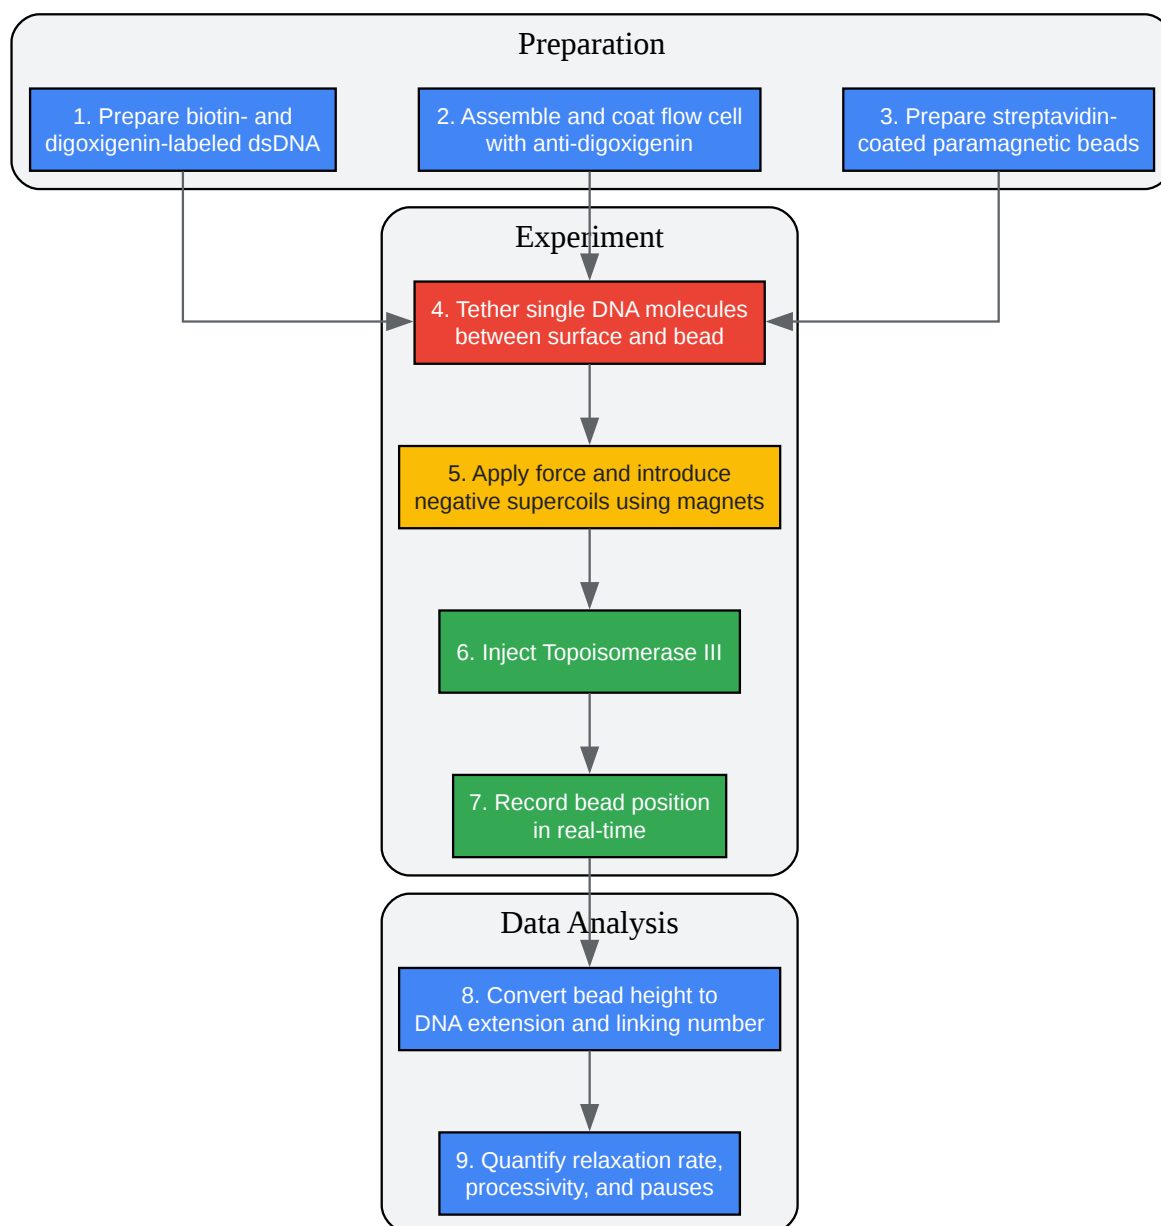 Preparation
1. Prepare biotin- and
digoxigenin-labeled dsDNA
2. Assemble and coat flow cell
with anti-digoxigenin
3. Prepare streptavidin-
coated paramagnetic beads
Experiment
4. Tether single DNA molecules
between surface and bead
5. Apply force and introduce
negative supercoils using magnets
6. Inject Topoisomerase III
7. Record bead position
in real-time
Data Analysis
8. Convert bead height to
DNA extension and linking number
9. Quantify relaxation rate,
processivity, and pauses